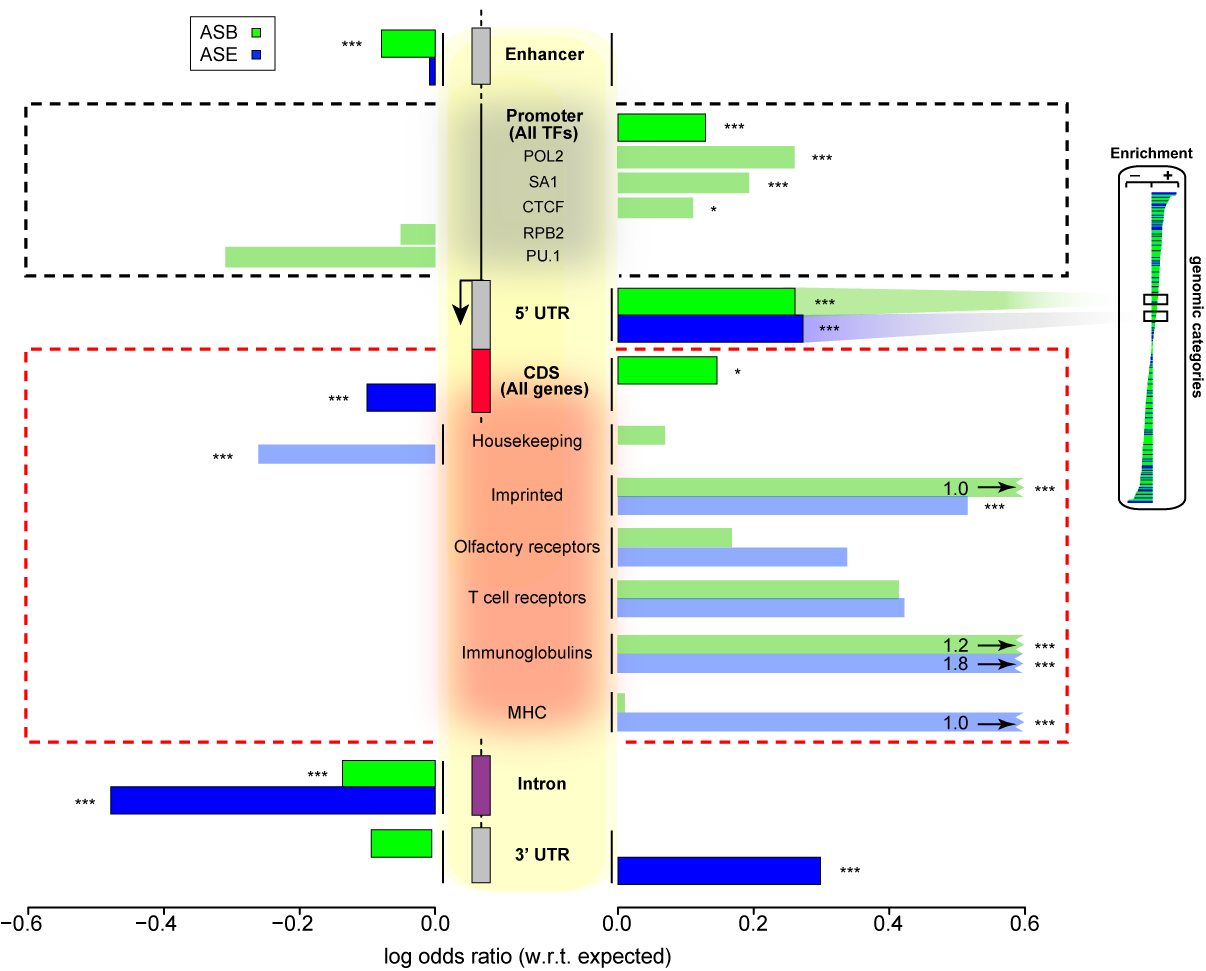 ASB
ASE
***
Enhancer
Promoter
(All TFs)
***
POL2
***
SA1
***
CTCF
*
RPB2
PU.1
Enrichment
− +
genomic categories
5’ UTR
***
***
CDS
(All genes)
*
***
Housekeeping
***
Imprinted
1.0
***
***
Olfactory receptors
T cell receptors
Immunoglobulins
1.2
***
1.8
***
MHC
1.0
***
Intron
***
***
3’ UTR
***
−0.6 −0.4 −0.2 0.0 0.0 0.2 0.4 0.6
log odds ratio (w.r.t. expected)